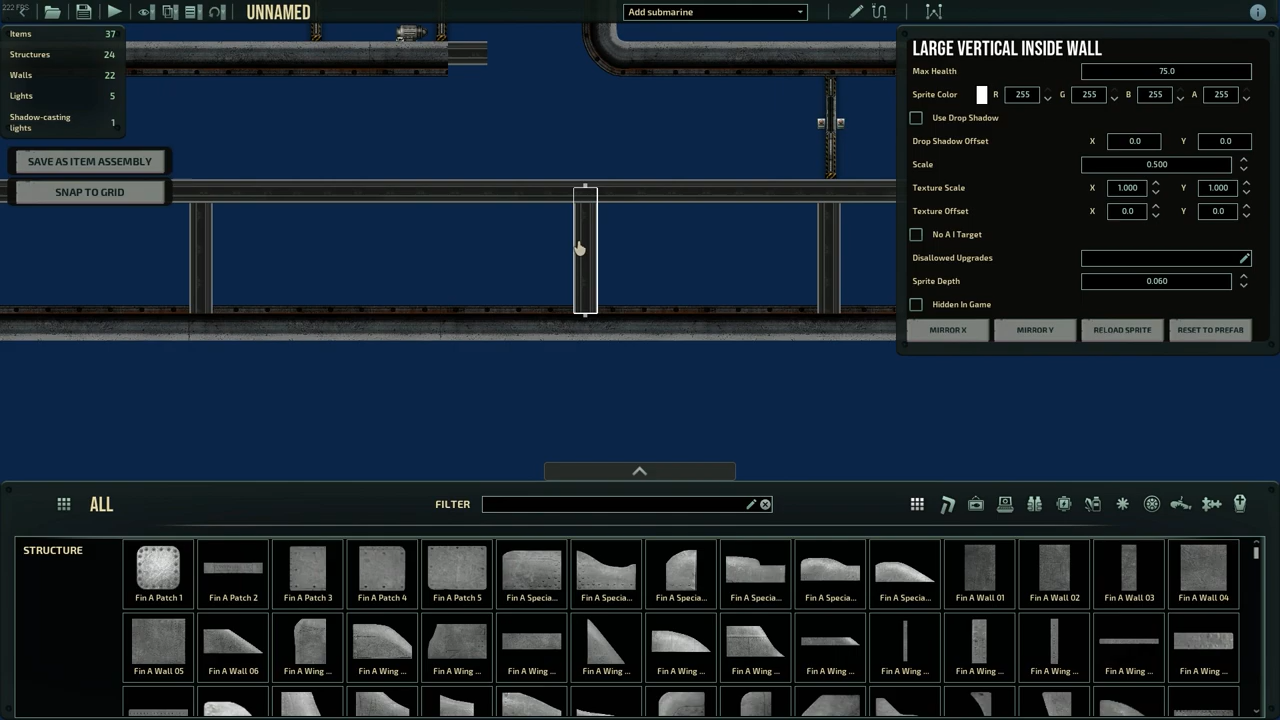 222 FPS
UNNAMED
Add submarine
Items 37
Structures 24
Walls 22
Lights 5
Shadow-casting
lights 1
SAVE AS ITEM ASSEMBLY
SNAP TO GRID
LARGE VERTICAL INSIDE WALL
Max Health 75.0
Sprite Color R 255 G 255 B 255 A 255
Use Drop Shadow
Drop Shadow Offset X 0.0 Y 0.0
Scale 0.500
Texture Scale X 1.000 Y 1.000
Texture Offset X 0.0 Y 0.0
No A I Target
Disallowed Upgrades
Sprite Depth 0.060
Hidden In Game
MIRROR X MIRROR Y RELOAD SPRITE RESET TO PREFAB
ALL FILTER
STRUCTURE
Fin A Patch 1 Fin A Patch 2 Fin A Patch 3 Fin A Patch 4 Fin A Patch 5 Fin A Specia... Fin A Specia... Fin A Specia... Fin A Specia... Fin A Specia... Fin A Specia... Fin A Wall 01 Fin A Wall 02 Fin A Wall 03 Fin A Wall 04
Fin A Wall 05 Fin A Wall 06 Fin A Wing ... Fin A Wing ... Fin A Wing ... Fin A Wing ... Fin A Wing ... Fin A Wing ... Fin A Wing ... Fin A Wing ... Fin A Wing ... Fin A Wing ... Fin A Wing ... Fin A Wing ... Fin A Wing ...